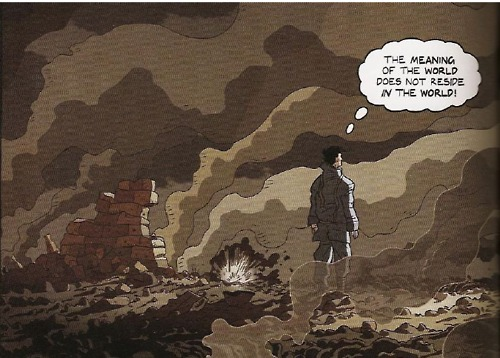 THE MEANING
OF THE WORLD
DOES NOT RESIDE
IN THE WORLD!